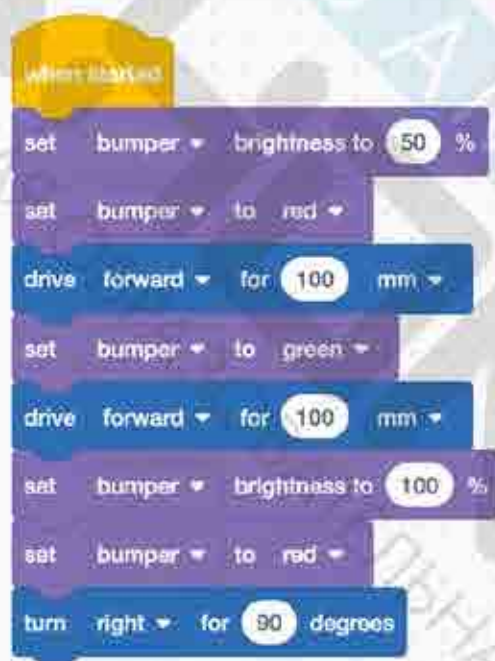 when started
set bumper brightness to 50 %
set bumper to red
drive forward for 100 mm
set bumper to green
drive forward for 100 mm
set bumper brightness to 100 %
set bumper to red
turn right for 90 degrees